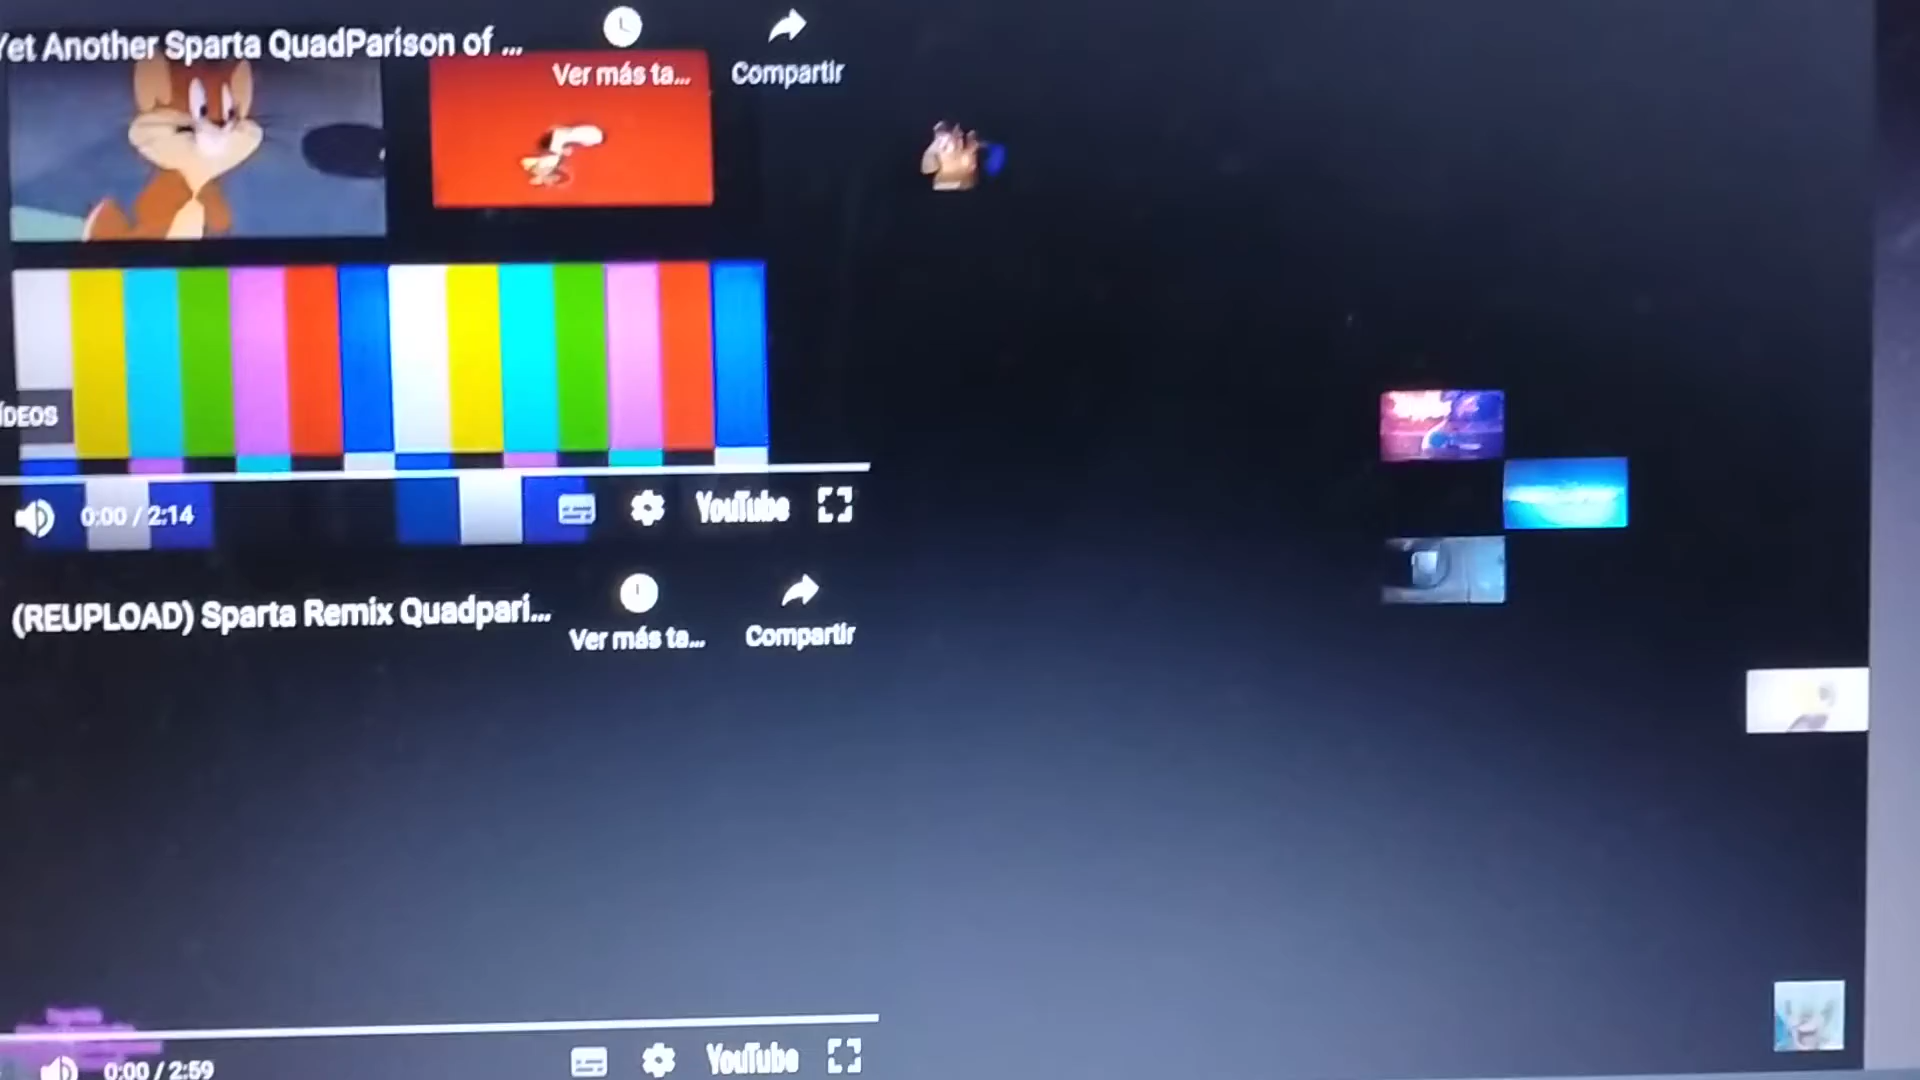 Yet Another Sparta QuadParison of ...
Ver más ta...
Compartir
ÍDEOS
0:00 / 2:14
YouTube
(REUPLOAD) Sparta Remix Quadpari...
Ver más ta...
Compartir
0:00 / 2:59
YouTube